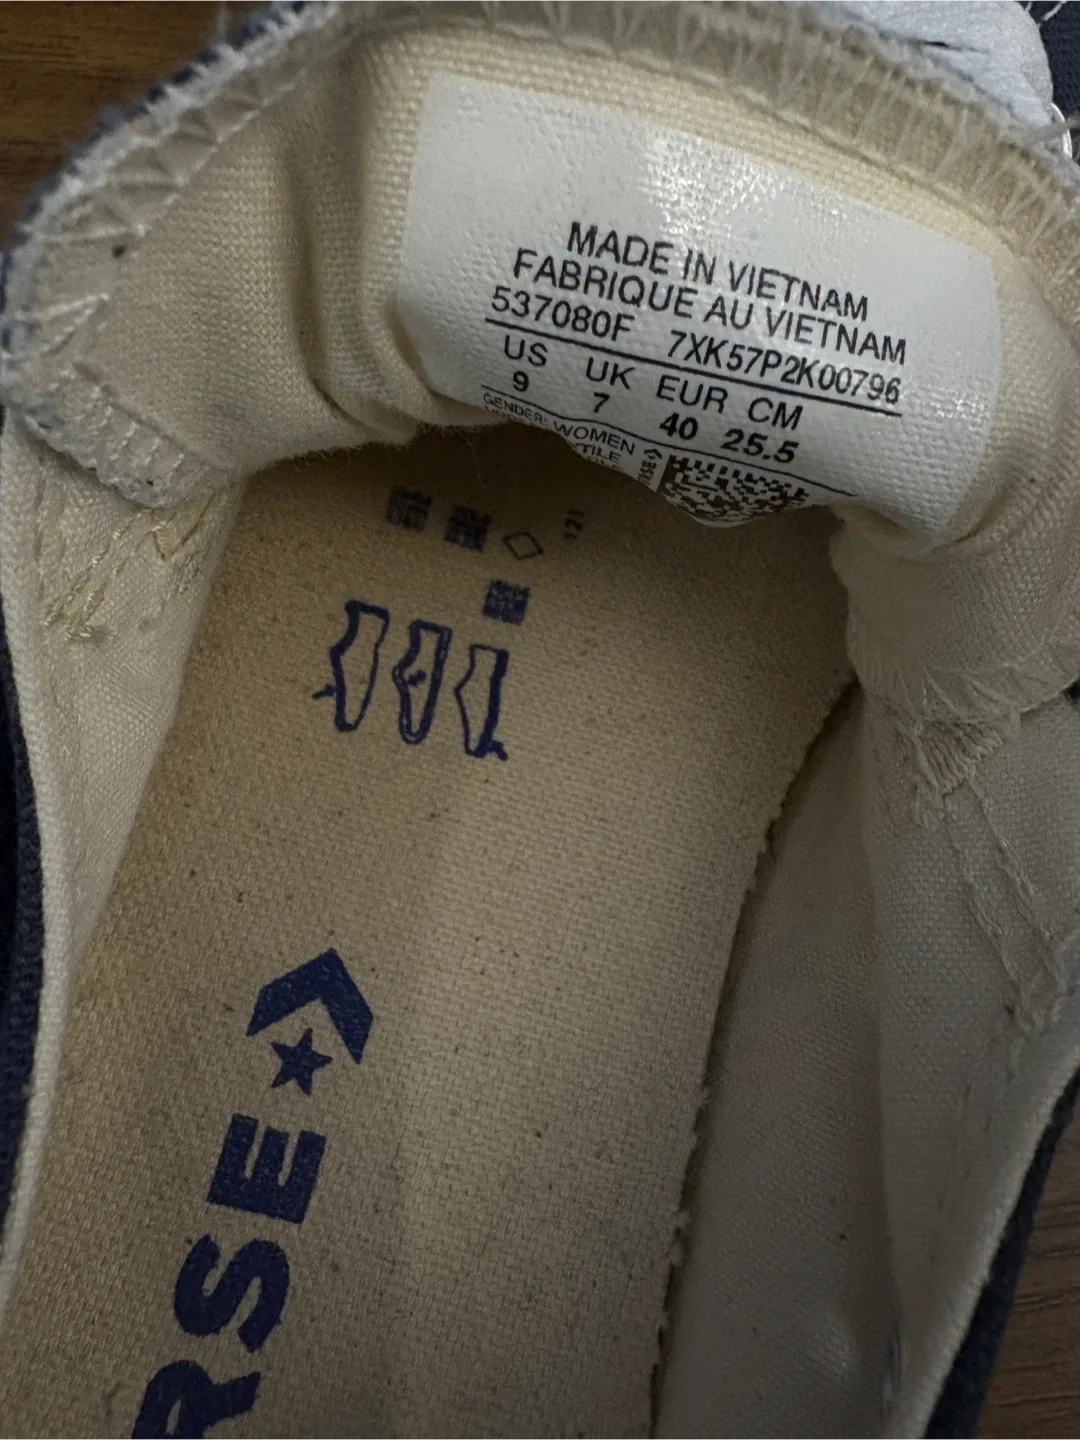 MADE IN VIETNAM
FABRIQUE AU VIETNAM
537080F 7XK57P2K00796
US UK EUR CM
9 7 40 25.5
GENDER: WOMEN
RSE